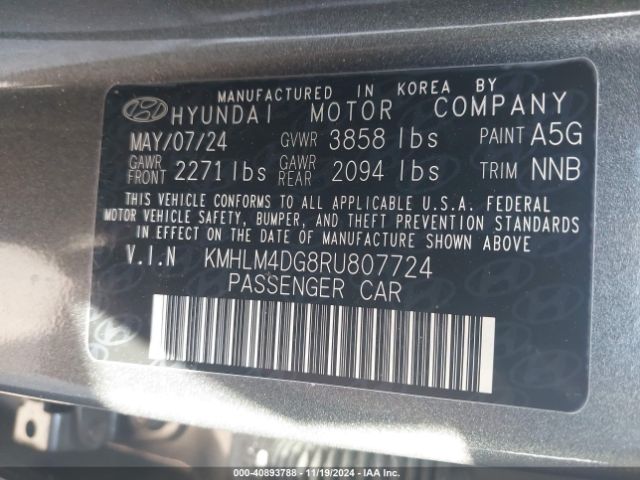 MANUFACTURED IN KOREA BY
HYUNDAI MOTOR COMPANY
MAY/07/24 GVWR 3858 lbs PAINT A5G
GAWR FRONT 2271 lbs GAWR REAR 2094 lbs TRIM NNB
THIS VEHICLE CONFORMS TO ALL APPLICABLE U.S.A. FEDERAL
MOTOR VEHICLE SAFETY, BUMPER, AND THEFT PREVENTION STANDARDS
IN EFFECT ON THE DATE OF MANUFACTURE SHOWN ABOVE
V.I.N KMHLM4DG8RU807724
PASSENGER CAR
000-40893788 - 11/19/2024 - IAA Inc.